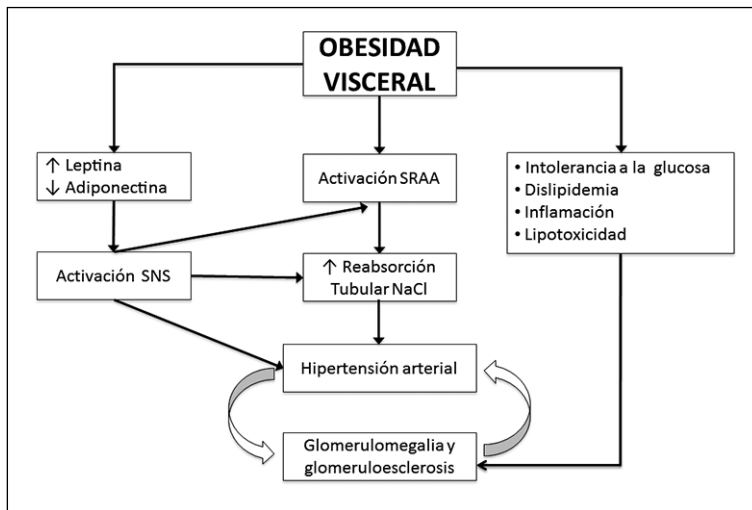 OBESIDAD
VISCERAL
↑ Leptina
↓ Adiponectina
Activación SRAA
• Intolerancia a la glucosa
• Dislipidemia
• Inflamación
• Lipotoxicidad
Activación SNS
↑ Reabsorción
Tubular NaCl
Hipertensión arterial
Glomerulomegalia y
glomeruloesclerosis